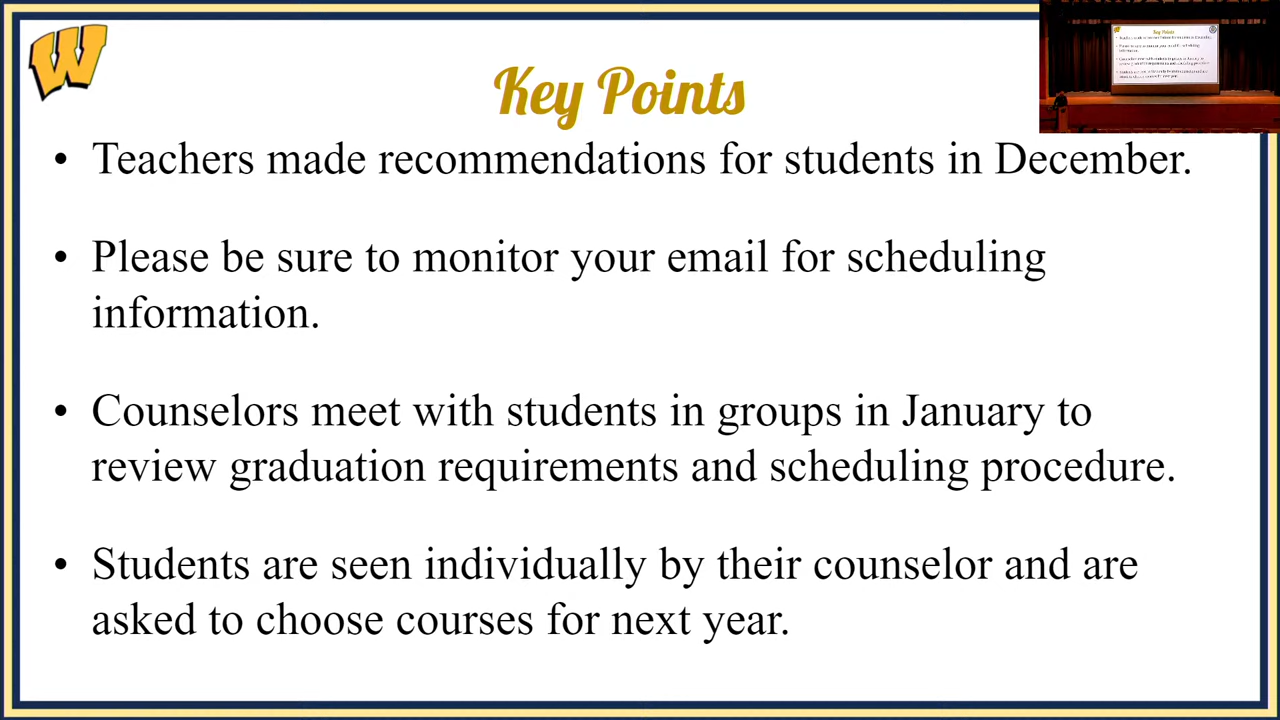 W
Key Points
• Teachers made recommendations for students in December.
• Please be sure to monitor your email for scheduling
information.
• Counselors meet with students in groups in January to
review graduation requirements and scheduling procedure.
• Students are seen individually by their counselor and are
asked to choose courses for next year.